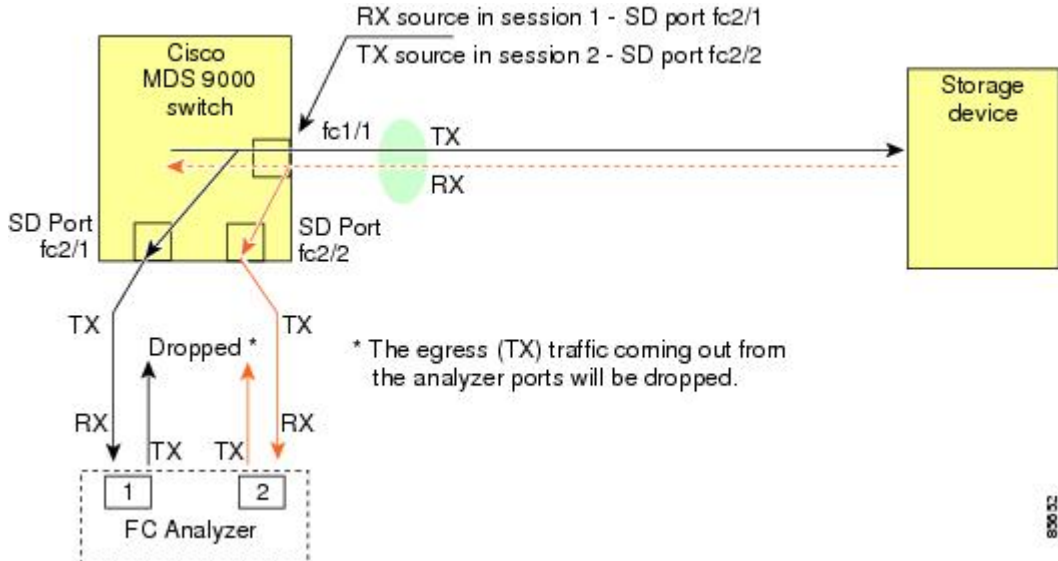 RX source in session 1 - SD port fc2/1
TX source in session 2 - SD port fc2/2
Cisco
MDS 9000
switch
Storage
device
fc1/1
TX
RX
SD Port
fc2/1
SD Port
fc2/2
TX
TX
Dropped *
* The egress (TX) traffic coming out from
the analyzer ports will be dropped.
RX
TX
TX
RX
1
2
FC Analyzer
85652